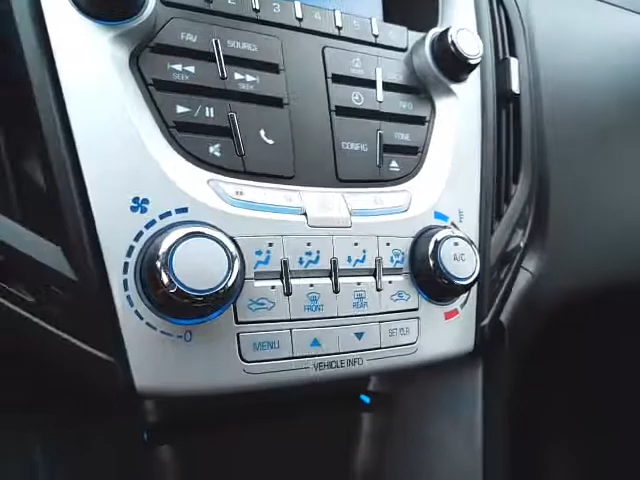 2 3 4 5 6
FAV SOURCE
SEEK SEEK
INFO
CONFIG TONE
A/C
0
FRONT REAR
MENU SET/CLR
VEHICLE INFO